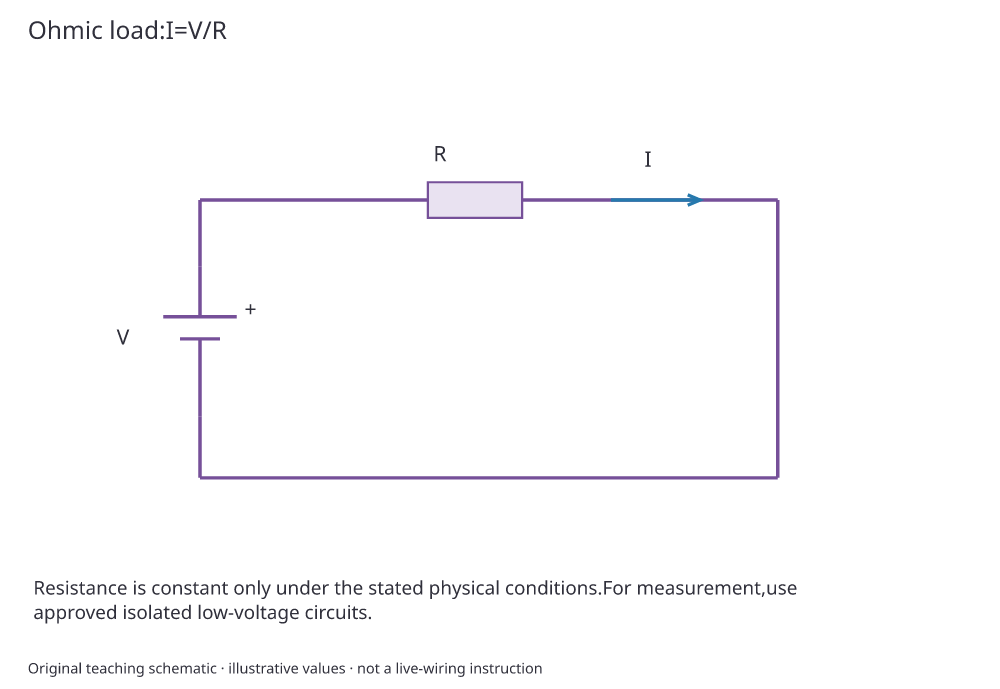 Ohmic load:I=V/R
R
I
+
V
Resistance is constant only under the stated physical conditions.For measurement,use
approved isolated low-voltage circuits.
Original teaching schematic · illustrative values · not a live-wiring instruction